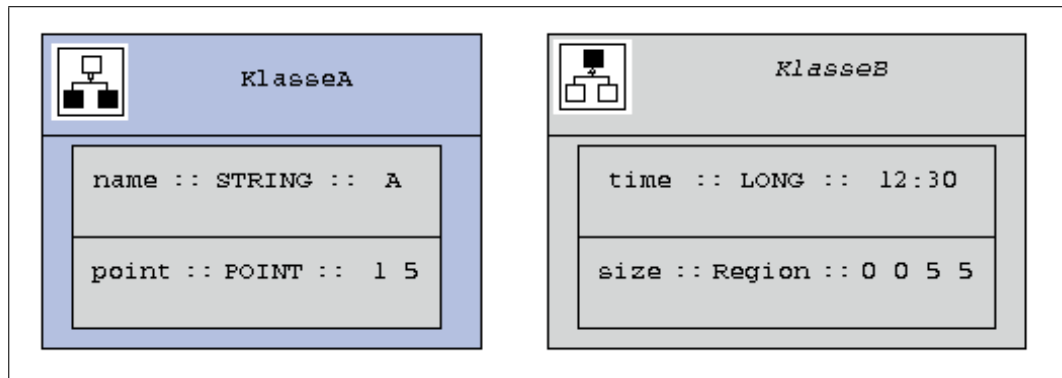 KlasseA
name :: STRING :: A
point :: POINT :: 1 5
KlasseB
time :: LONG :: 12:30
size :: Region :: 0 0 5 5